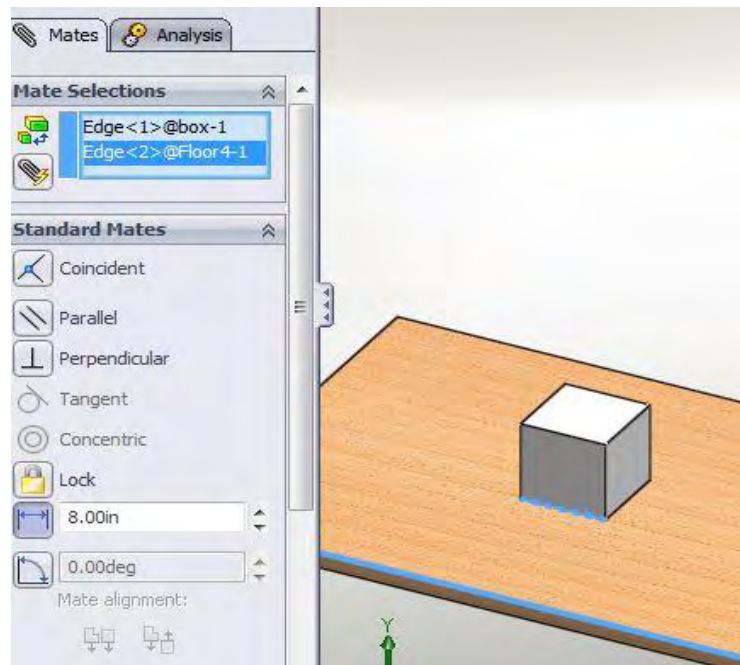 Mates Analysis
Mate Selections
Edge<1>@box-1
Edge<2>@Floor4-1
Standard Mates
Coincident
Parallel
Perpendicular
Tangent
Concentric
Lock
8.00in
0.00deg
Mate alignment:
Y